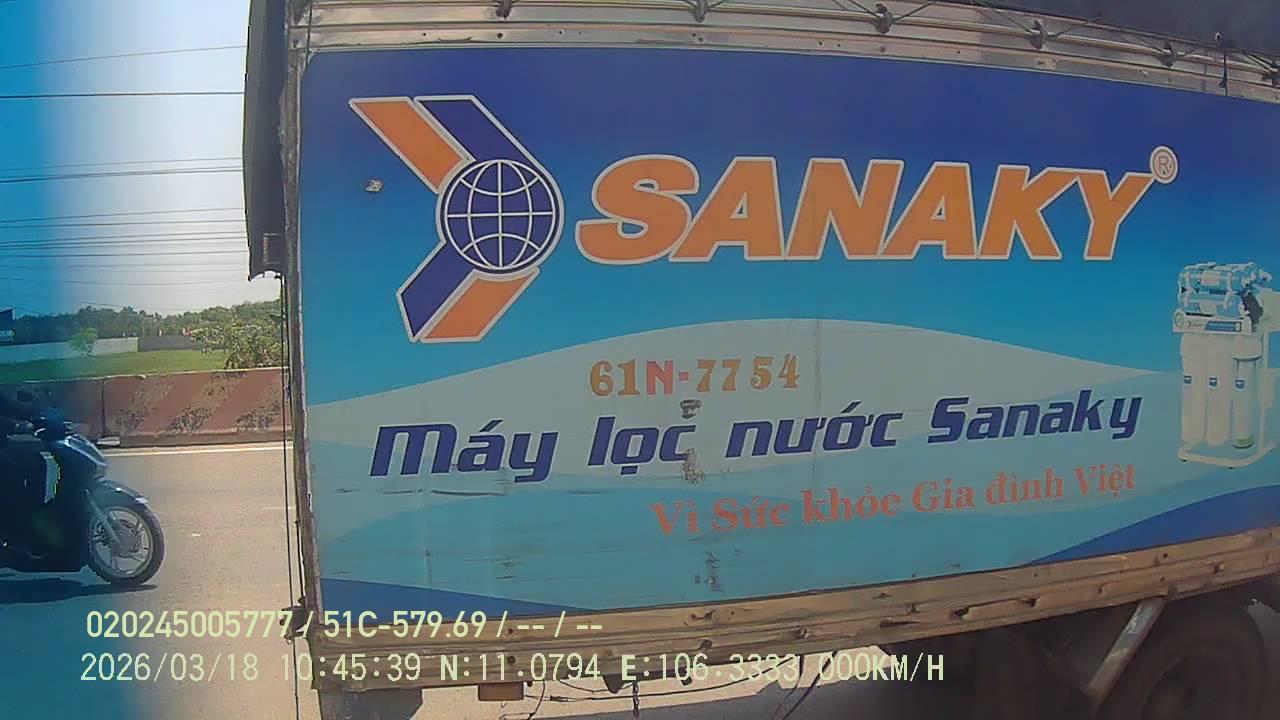 SANAKY®
61N-7754
Máy lọc nước Sanaky
Vì Sức khỏe Gia đình Việt
020245005777 / 51C-579.69 / -- / --
2026/03/18 10:45:39 N:11.0794 E:106.3333 000KM/H